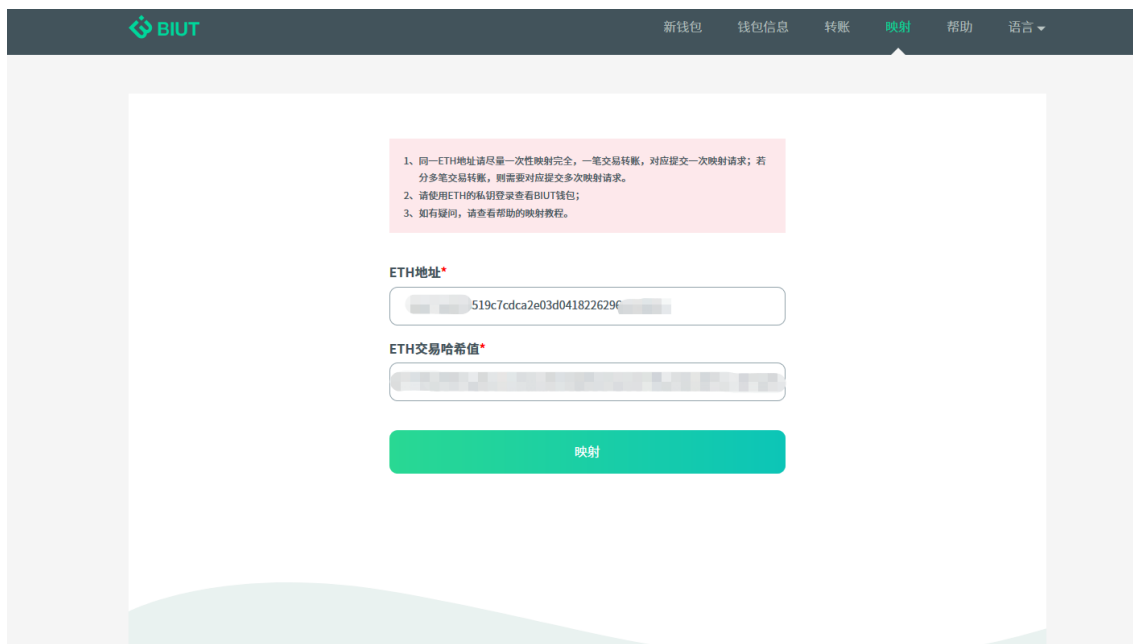 BIUT
新钱包 钱包信息 转账 映射 帮助 语言
1、同一ETH地址请尽量一次性映射完全，一笔交易转账，对应提交一次映射请求；若
分多笔交易转账，则需要对应提交多次映射请求。
2、请使用ETH的私钥登录查看BIUT钱包；
3、如有疑问，请查看帮助的映射教程。
ETH地址*
519c7cdca2e03d0418226296
ETH交易哈希值*
映射